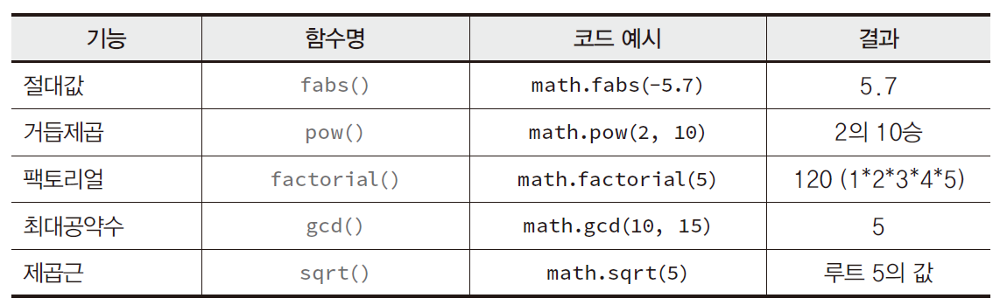 기능 함수명 코드 예시 결과
절대값 fabs() math.fabs(-5.7) 5.7
거듭제곱 pow() math.pow(2, 10) 2의 10승
팩토리얼 factorial() math.factorial(5) 120 (1*2*3*4*5)
최대공약수 gcd() math.gcd(10, 15) 5
제곱근 sqrt() math.sqrt(5) 루트 5의 값